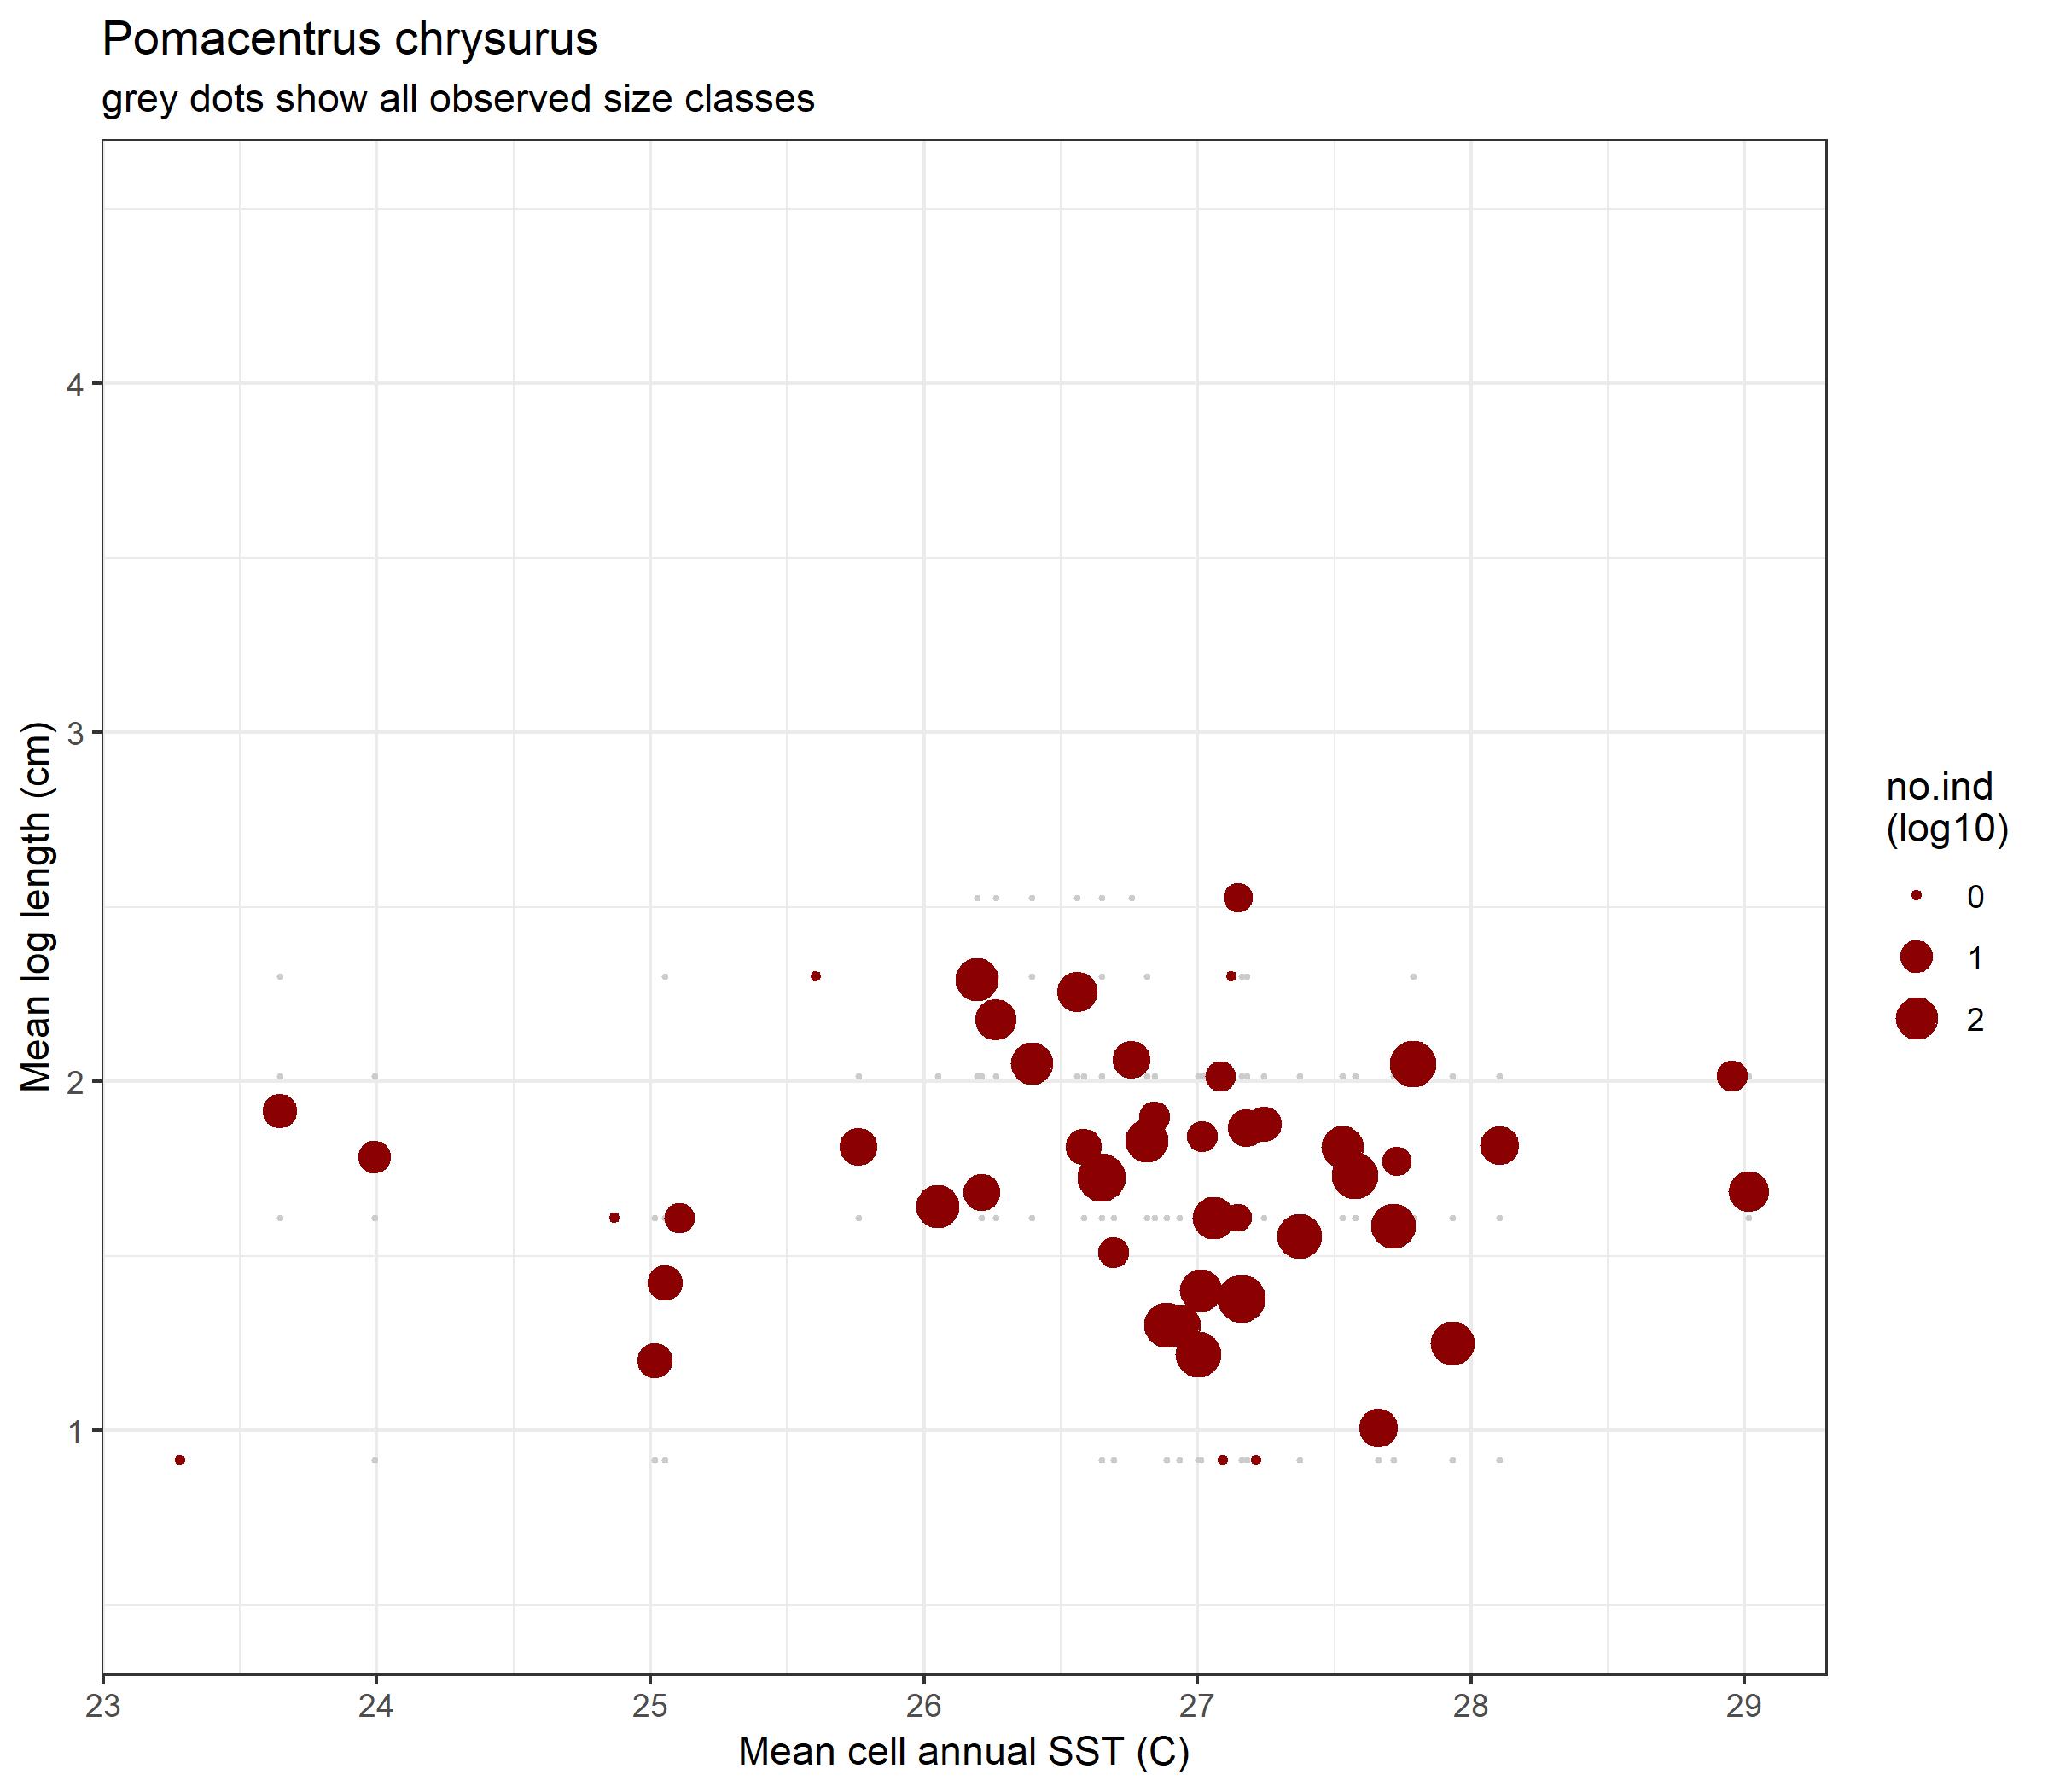 Pomacentrus chrysurus
grey dots show all observed size classes
Mean log length (cm)
4
3
2
1
23 24 25 26 27 28 29
Mean cell annual SST (C)
no.ind
(log10)
0
1
2